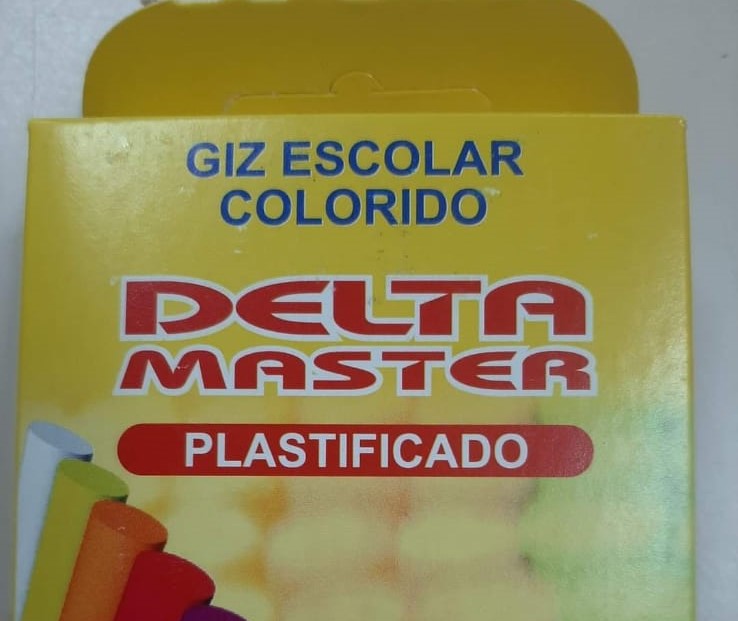 GIZ ESCOLAR
COLORIDO
DELTA
MASTER
PLASTIFICADO